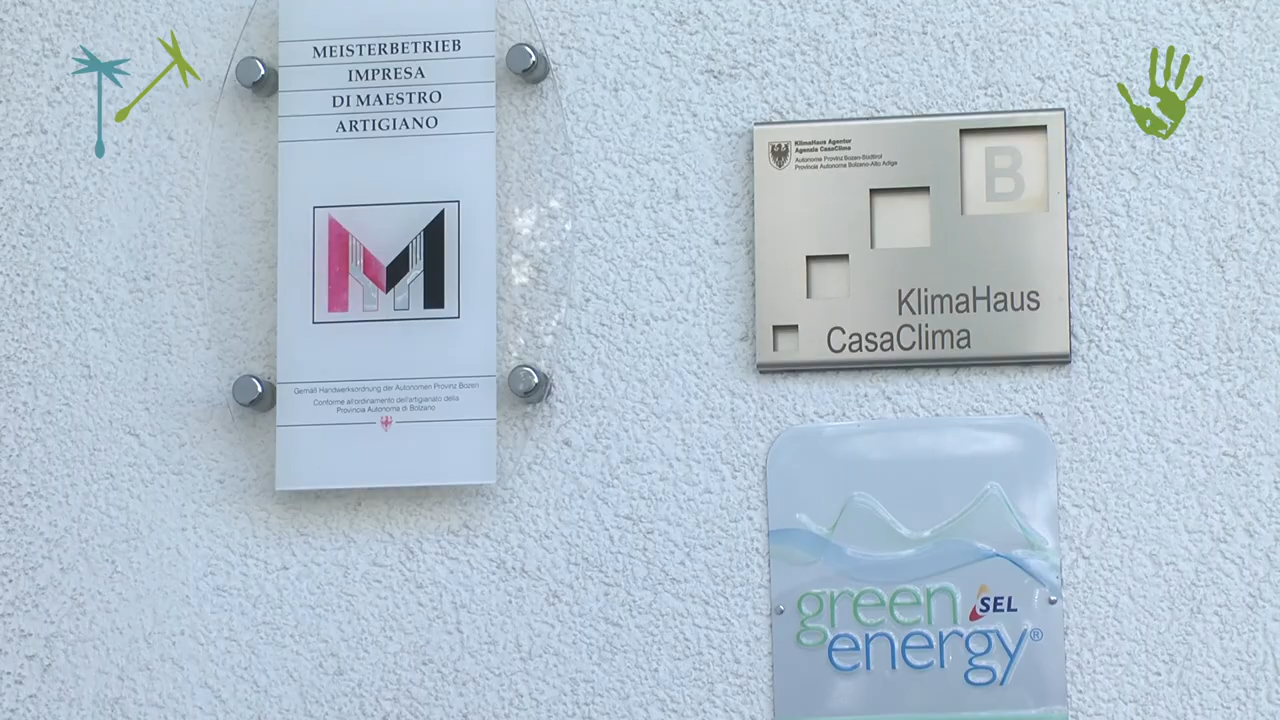 MEISTERBETRIEB
IMPRESA
DI MAESTRO
ARTIGIANO
Gemäß Handwerksordnung der Autonomen Provinz Bozen
Conforme all'ordinamento dell'artigianato della
Provincia Autonoma di Bolzano
KlimaHaus Agentur
Agenzia CasaClima
Autonome Provinz Bozen-Südtirol
Provincia Autonoma Bolzano-Alto Adige
B
KlimaHaus
CasaClima
green SEL
energy®